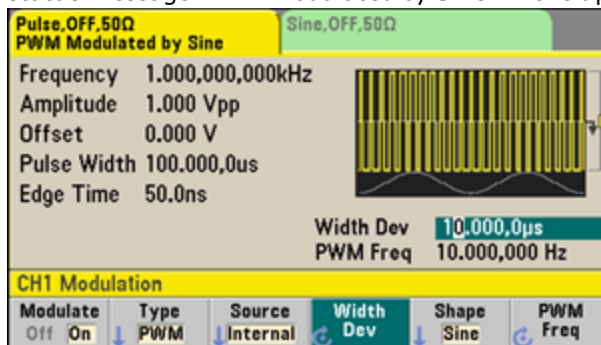 Pulse,OFF,50Ω
PWM Modulated by Sine
Sine,OFF,50Ω
Frequency 1.000,000,000kHz
Amplitude 1.000 Vpp
Offset 0.000 V
Pulse Width 100.000,0us
Edge Time 50.0ns
Width Dev 10.000,0µs
PWM Freq 10.000,000 Hz
CH1 Modulation
Modulate Type Source Width Shape PWM
Off On PWM Internal Dev Sine Freq